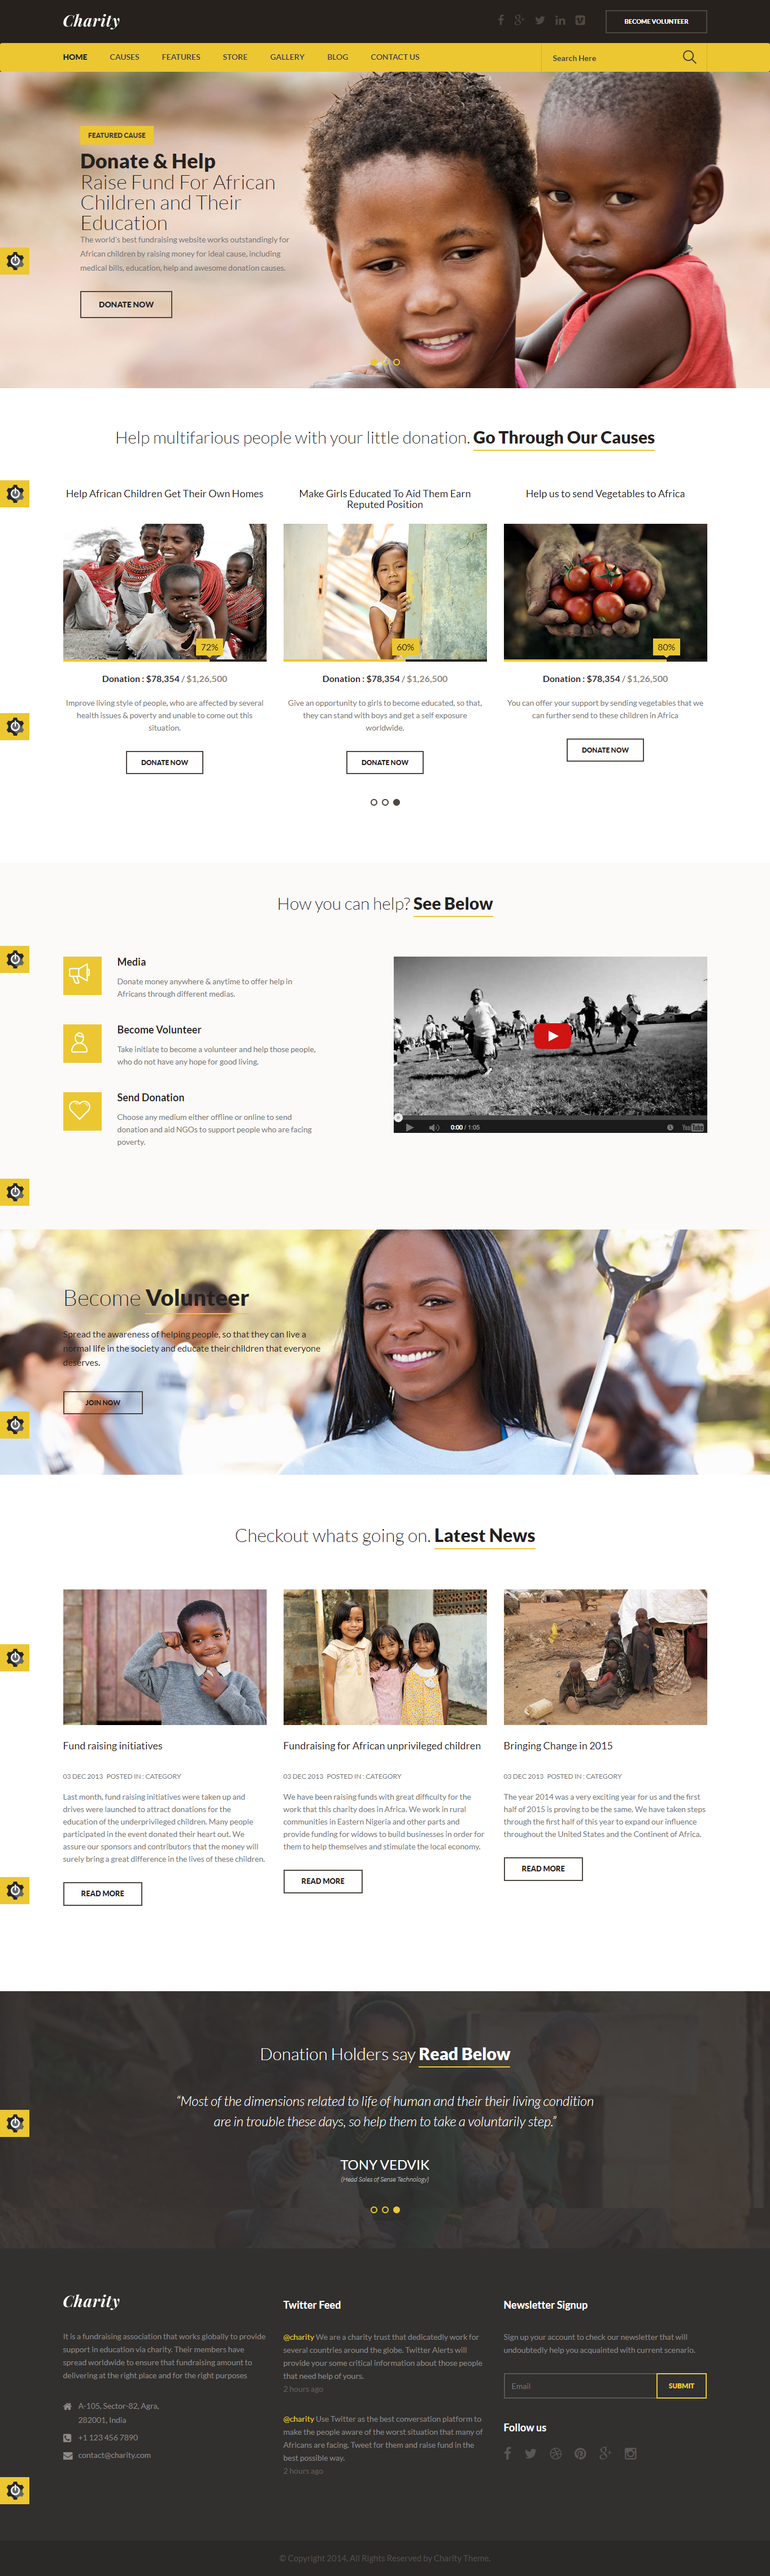 Charity
BECOME VOLUNTEER
HOME CAUSES FEATURES STORE GALLERY BLOG CONTACT US Search Here
FEATURED CAUSE
Donate & Help
Raise Fund For African
Children and Their
Education
The world's best fundraising website works outstandingly for
African children by raising money for ideal cause, including
medical bills, education, help and awesome donation causes.
DONATE NOW
Help multifarious people with your little donation. Go Through Our Causes
Help African Children Get Their Own Homes
72%
Donation : $78,354 / $1,26,500
Improve living style of people, who are affected by several
health issues & poverty and unable to come out this
situation.
DONATE NOW
Make Girls Educated To Aid Them Earn
Reputed Position
60%
Donation : $78,354 / $1,26,500
Give an opportunity to girls to become educated, so that,
they can stand with boys and get a self exposure
worldwide.
DONATE NOW
Help us to send Vegetables to Africa
80%
Donation : $78,354 / $1,26,500
You can offer your support by sending vegetables that we
can further send to these children in Africa
DONATE NOW
How you can help? See Below
Media
Donate money anywhere & anytime to offer help in
Africans through different medias.
Become Volunteer
Take initiate to become a volunteer and help those people,
who do not have any hope for good living.
Send Donation
Choose any medium either offline or online to send
donation and aid NGOs to support people who are facing
poverty.
0:00 / 1:05 YouTube
Become Volunteer
Spread the awareness of helping people, so that they can live a
normal life in the society and educate their children that everyone
deserves.
JOIN NOW
Checkout whats going on. Latest News
Fund raising initiatives
03 DEC 2013 POSTED IN : CATEGORY
Last month, fund raising initiatives were taken up and
drives were launched to attract donations for the
education of the underprivileged children. Many people
participated in the event donated their heart out. We
assure our sponsors and contributors that the money will
surely bring a great difference in the lives of these children.
READ MORE
Fundraising for African unprivileged children
03 DEC 2013 POSTED IN : CATEGORY
We have been raising funds with great difficulty for the
work that this charity does in Africa. We work in rural
communities in Eastern Nigeria and other parts and
provide funding for widows to build businesses in order for
them to help themselves and stimulate the local economy.
READ MORE
Bringing Change in 2015
03 DEC 2013 POSTED IN : CATEGORY
The year 2014 was a very exciting year for us and the first
half of 2015 is proving to be the same. We have taken steps
through the first half of this year to expand our influence
throughout the United States and the Continent of Africa.
READ MORE
Donation Holders say Read Below
“Most of the dimensions related to life of human and their their living condition
are in trouble these days, so help them to take a voluntarily step.”
TONY VEDVIK
(Head Sales of Sense Technology)
Charity
It is a fundraising association that works globally to provide
support in education via charity. Their members have
spread worldwide to ensure that fundraising amount to
delivering at the right place and for the right purposes
A-105, Sector-82, Agra,
282001, India
+1 123 456 7890
contact@charity.com
Twitter Feed
@charity We are a charity trust that dedicatedly work for
several countries around the globe. Twitter Alerts will
provide your some critical information about those people
that need help of yours.
2 hours ago
@charity Use Twitter as the best conversation platform to
make the people aware of the worst situation that many of
Africans are facing. Tweet for them and raise fund in the
best possible way.
2 hours ago
Newsletter Signup
Sign up your account to check our newsletter that will
undoubtedly help you acquainted with current scenario.
Email SUBMIT
Follow us
© Copyright 2014. All Rights Reserved by Charity Theme.